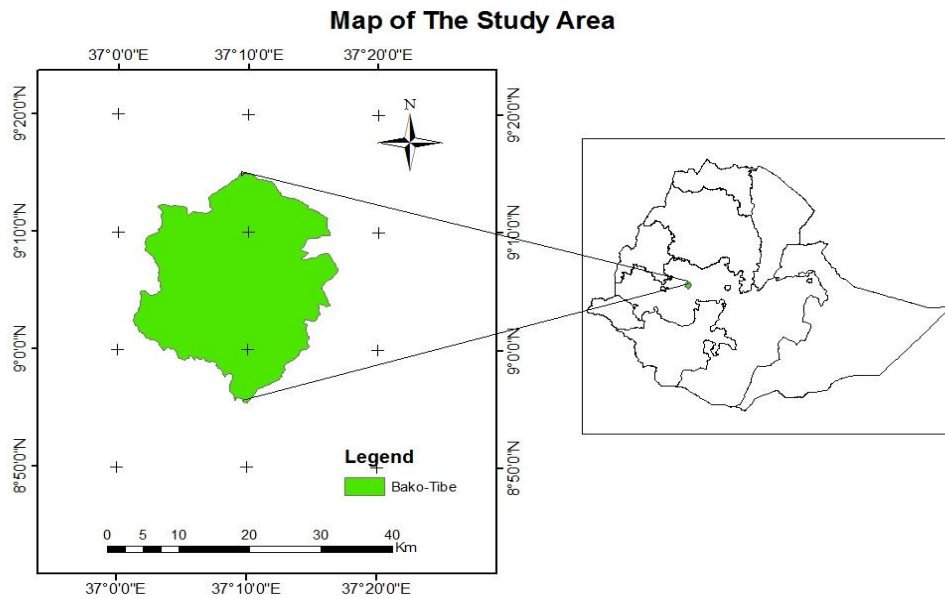 Map of The Study Area
37°0'0"E 37°10'0"E 37°20'0"E
N
9°20'0"N 9°20'0"N
9°10'0"N 9°10'0"N
9°0'0"N 9°0'0"N
8°50'0"N 8°50'0"N
Legend
Bako-Tibe
0 5 10 20 30 40
Km
37°0'0"E 37°10'0"E 37°20'0"E